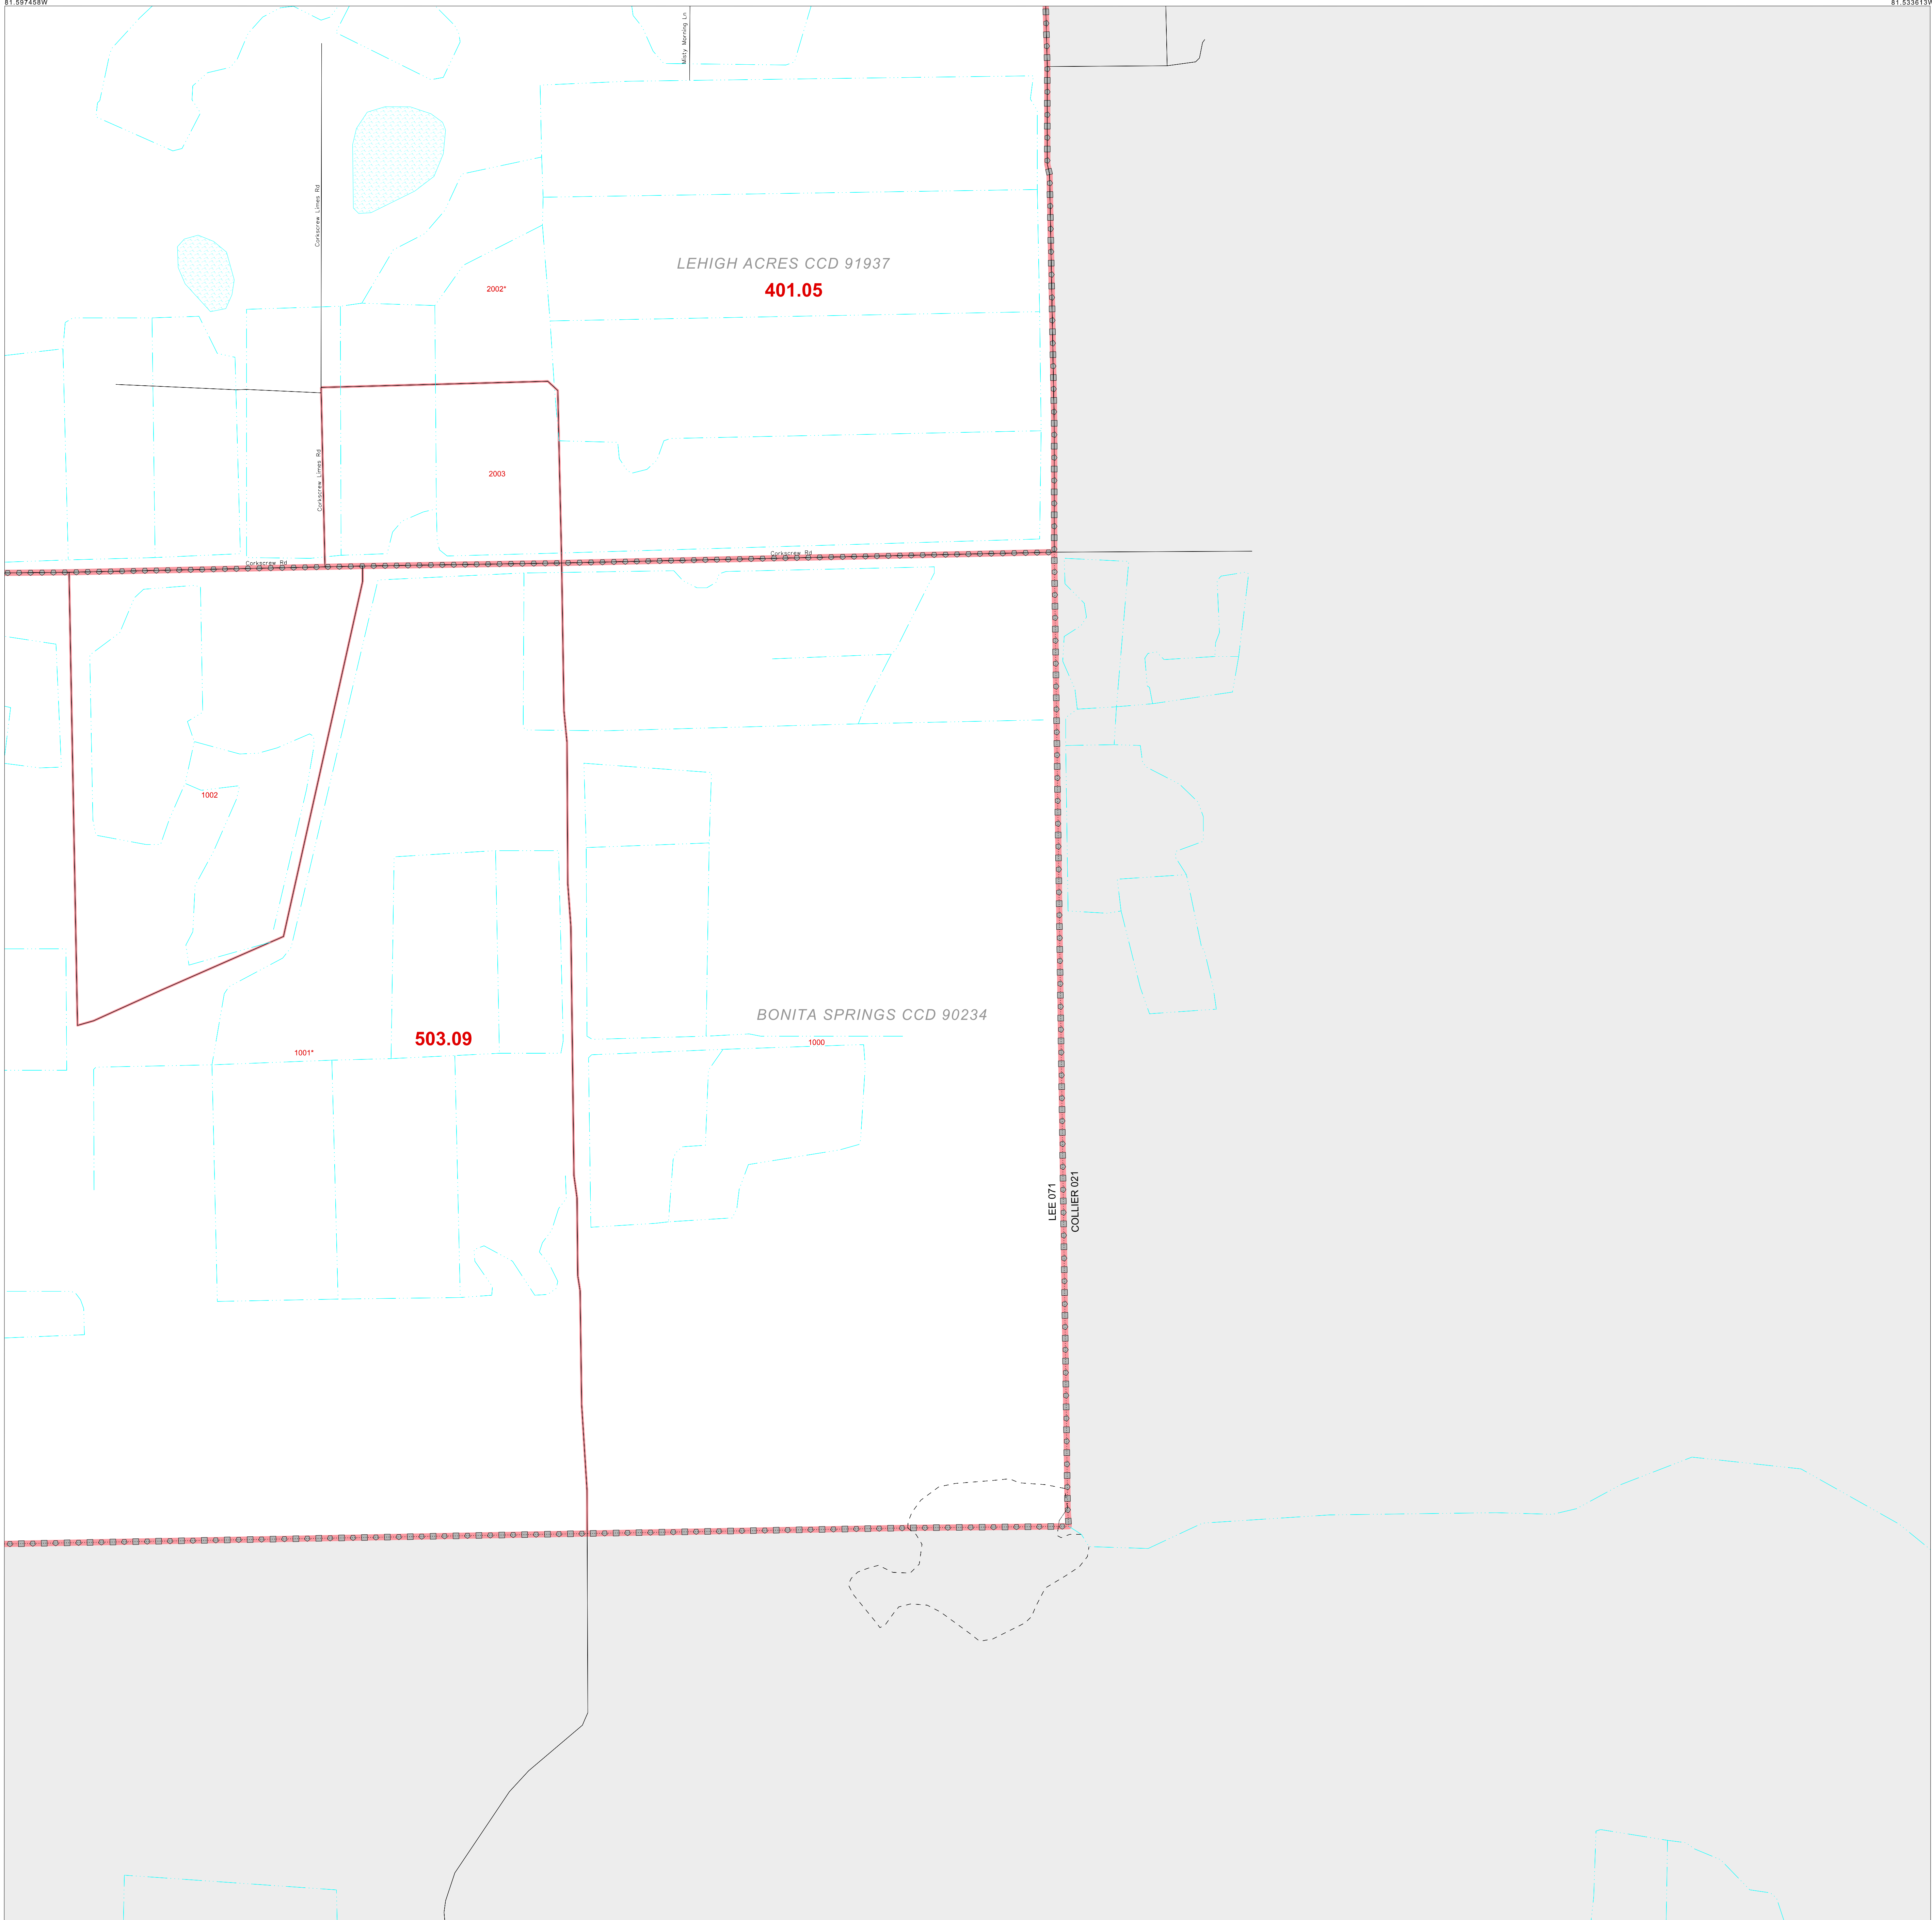 81.597458W
81.533613W
Misty Morning Ln
Corkscrew Limes Rd
LEHIGH ACRES CCD 91937
401.05
2002*
Corkscrew Limes Rd
2003
Corkscrew Rd
Corkscrew Rd
1002
BONITA SPRINGS CCD 90234
503.09
1000
1001*
LEE 071
COLLIER 021